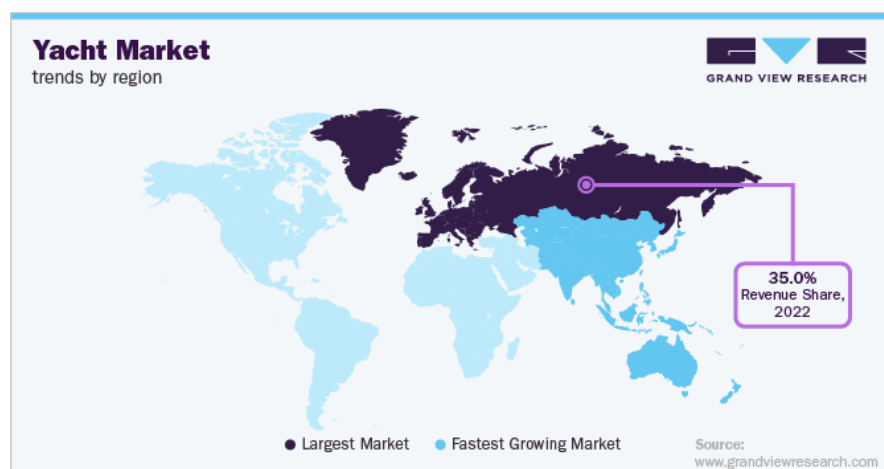 Yacht Market
trends by region
GRAND VIEW RESEARCH
35.0%
Revenue Share,
2022
Largest Market
Fastest Growing Market
Source:
www.grandviewresearch.com